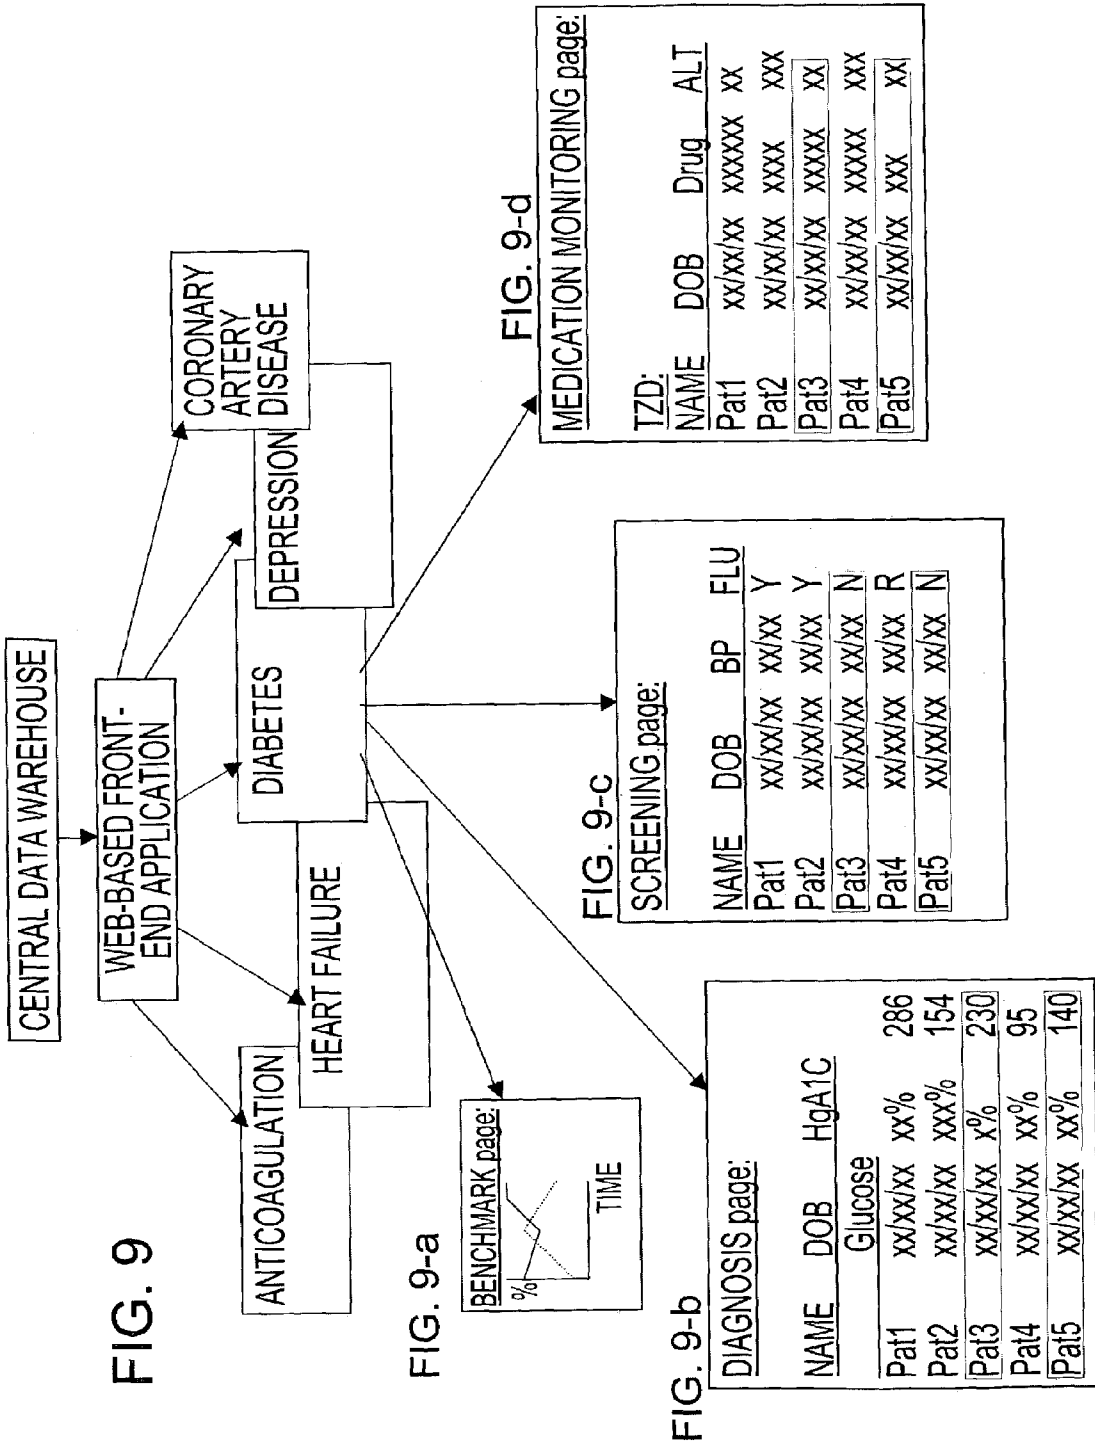 FIG. 9
CENTRAL DATA WAREHOUSE
WEB-BASED FRONT-
END APPLICATION
ANTICOAGULATION
HEART FAILURE
DIABETES
DEPRESSION
CORONARY
ARTERY
DISEASE
FIG. 9-a
BENCHMARK page:
%
TIME
FIG. 9-b
DIAGNOSIS page:
NAME DOB HgA1C
Glucose
Pat1 xx/xx/xx xx% 286
Pat2 xx/xx/xx xxx% 154
Pat3 xx/xx/xx x% 230
Pat4 xx/xx/xx xx% 95
Pat5 xx/xx/xx xx% 140
FIG. 9-c
SCREENING page:
NAME DOB BP FLU
Pat1 xx/xx/xx xx/xx Y
Pat2 xx/xx/xx xx/xx Y
Pat3 xx/xx/xx xx/xx N
Pat4 xx/xx/xx xx/xx R
Pat5 xx/xx/xx xx/xx N
FIG. 9-d
MEDICATION MONITORING page:
TZD:
NAME DOB Drug ALT
Pat1 xx/xx/xx xxxxxx xx
Pat2 xx/xx/xx xxxx xxx
Pat3 xx/xx/xx xxxxx xx
Pat4 xx/xx/xx xxxxx xxx
Pat5 xx/xx/xx xxx xx